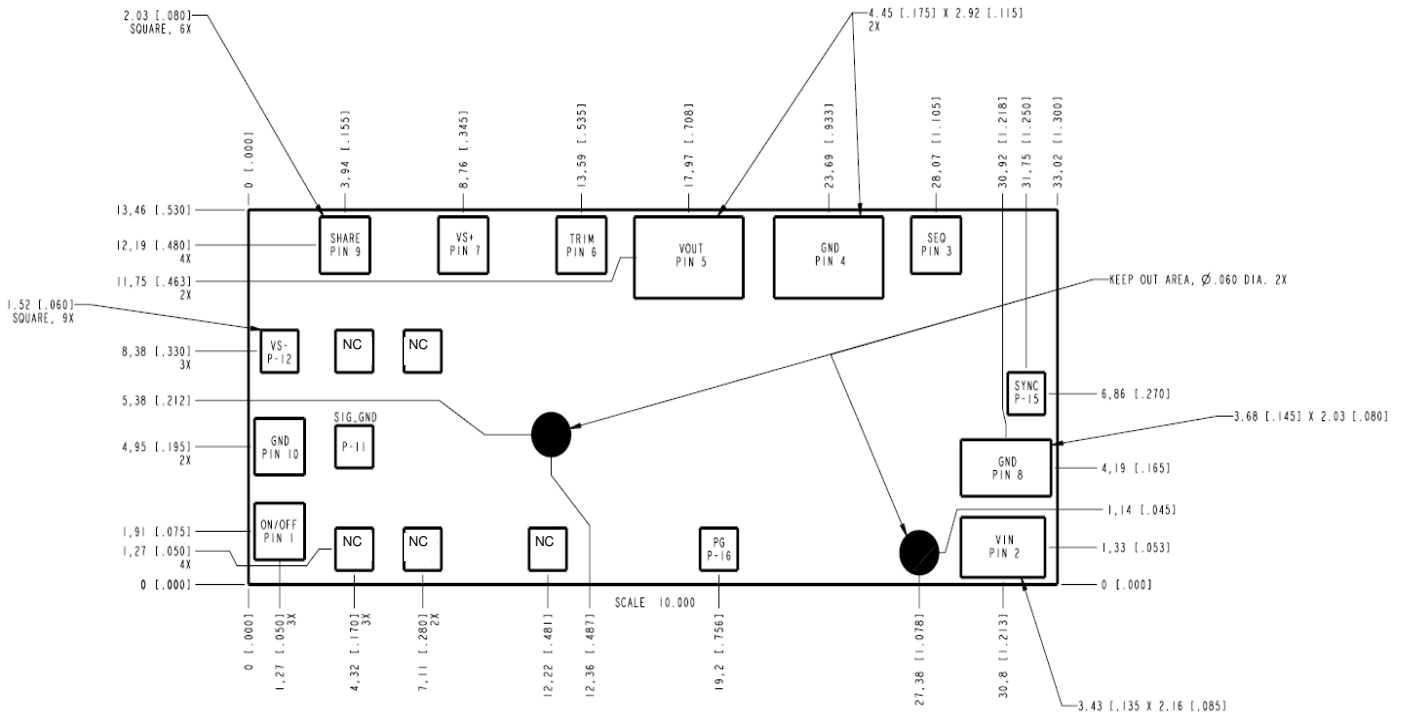 2.03 [.080]
SQUARE, 6X
4.45 [.175] X 2.92 [.115]
2X
0 [.000]
3,94 [.155]
8,76 [.345]
13,59 [.535]
17,97 [.708]
23,69 [.933]
28,07 [1.105]
30,92 [1.218]
31,75 [1.250]
33,02 [1.300]
13,46 [.530]
12,19 [.480]
4X
11,75 [.463]
2X
SHARE
PIN 9
VS+
PIN 7
TRIM
PIN 6
VOUT
PIN 5
GND
PIN 4
SEQ
PIN 3
KEEP OUT AREA, Ø.060 DIA. 2X
1.52 [.060]
SQUARE, 9X
8,38 [.330]
3X
VS-
P-12
NC
NC
5,38 [.212]
SYNC
P-15
6,86 [.270]
3.68 [.145] X 2.03 [.080]
SIG_GND
P-11
4,95 [.195]
2X
GND
PIN 10
GND
PIN 8
4,19 [.165]
1,14 [.045]
1,91 [.075]
1,27 [.050]
4X
ON/OFF
PIN 1
NC
NC
NC
PG
P-16
VIN
PIN 2
1,33 [.053]
0 [.000]
0 [.000]
SCALE 10.000
0 [.000]
1,27 [.050]
3X
4,32 [.170]
3X
7,11 [.280]
2X
12,22 [.481]
12,36 [.487]
19,2 [.756]
27,38 [1.078]
30,8 [1.213]
3.43 [.135 X 2.16 [.085]